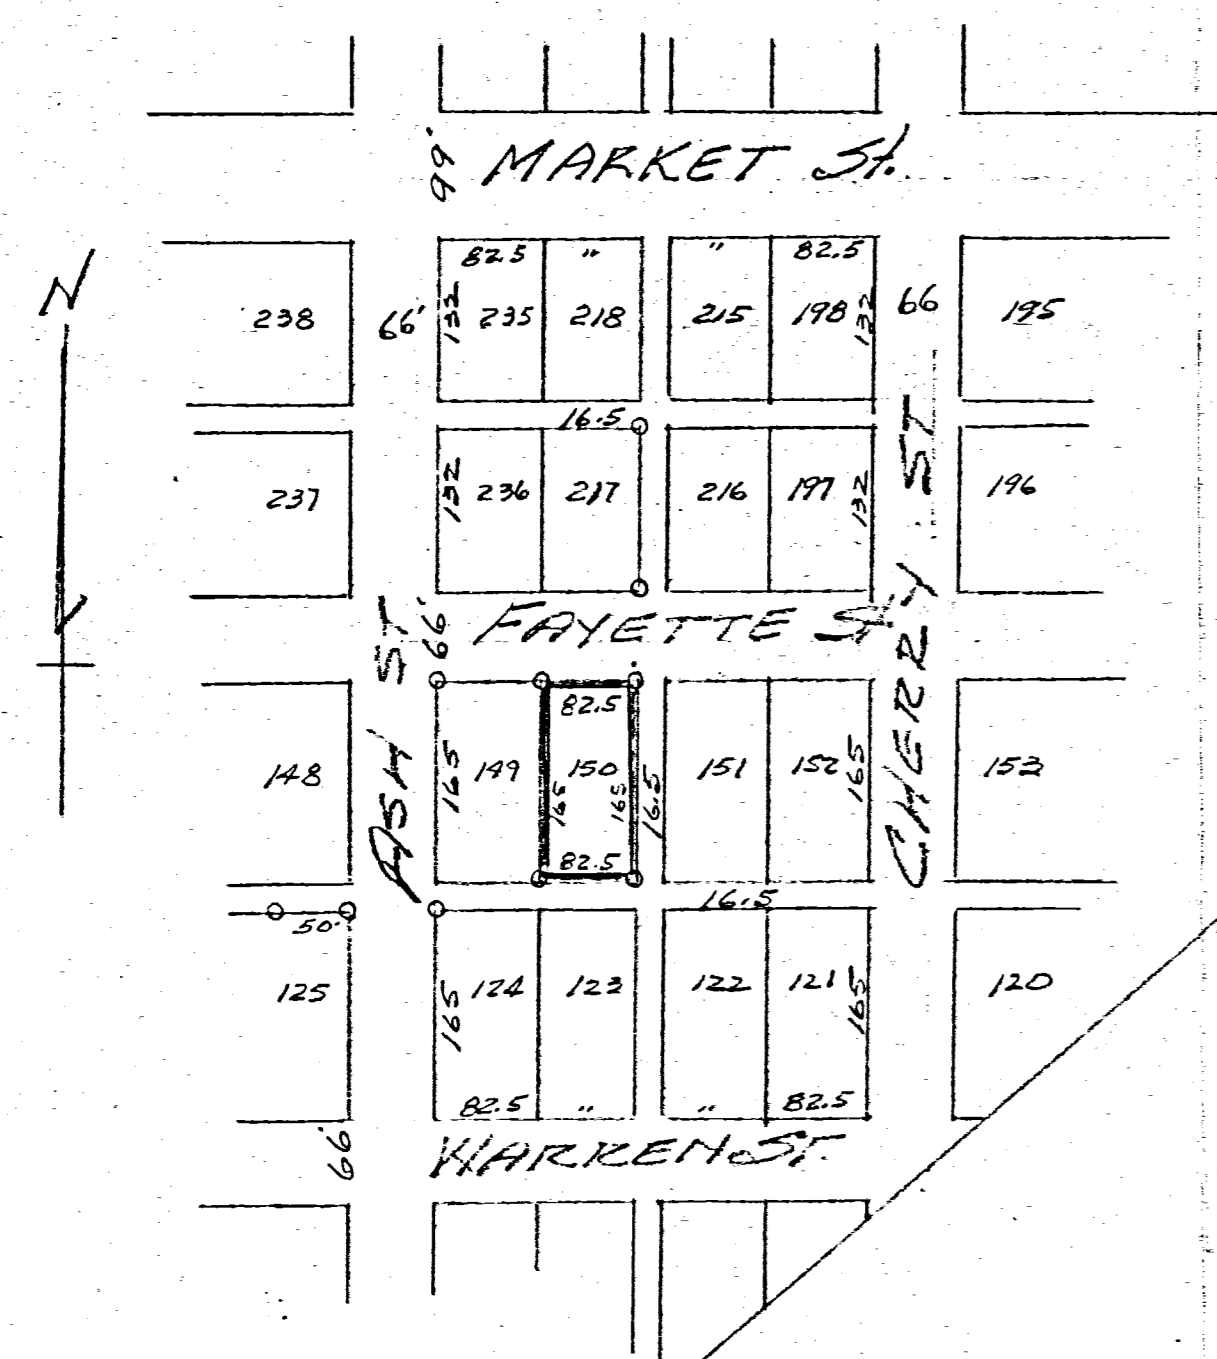 99' MARKET St.
N
82.5 " " 82.5
238 66' 132 235 218 215 198 132 66 195
16.5
237 132 236 217 216 197 132 196
66' FAYETTE St
ASH ST
CHERRY ST
82.5
148 165 149 165 150 165 16.5 151 152 165 153
82.5
16.5
50'
125 165 124 123 122 121 165 120
82.5 " " 82.5
66' WARREN ST.